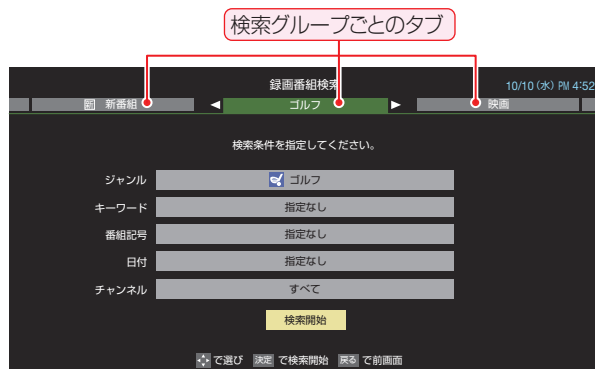 検索グループごとのタブ
録画番組検索
10/10 (水) PM 4:52
新 新番組
◀ ゴルフ ▶
映画
検索条件を指定してください。
ジャンル ゴルフ
キーワード 指定なし
番組記号 指定なし
日付 指定なし
チャンネル すべて
検索開始
で選び 決定 で検索開始 戻る で前画面